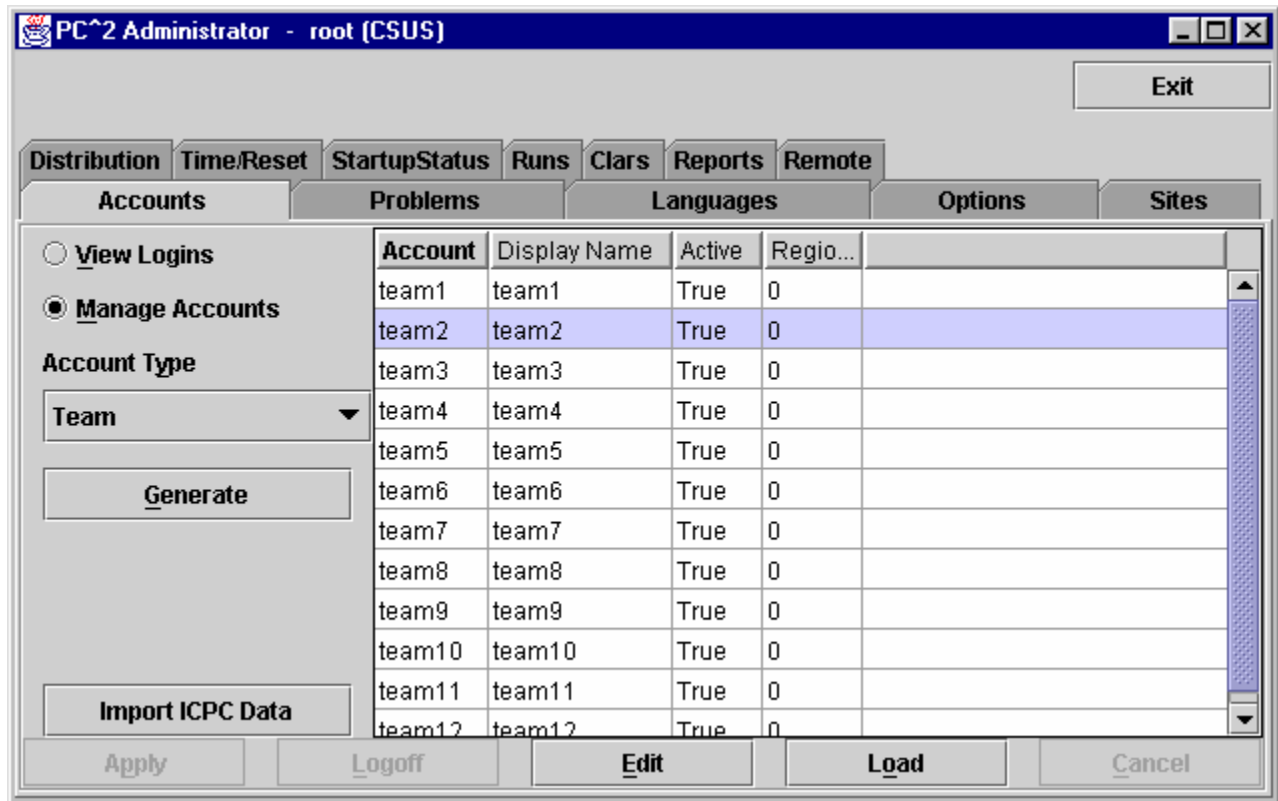 PC^2 Administrator - root (CSUS)
Exit
Distribution Time/Reset StartupStatus Runs Clars Reports Remote
Accounts Problems Languages Options Sites
View Logins
Manage Accounts
Account Type
Team
Generate
Import ICPC Data
Account Display Name Active Regio...
team1 team1 True 0
team2 team2 True 0
team3 team3 True 0
team4 team4 True 0
team5 team5 True 0
team6 team6 True 0
team7 team7 True 0
team8 team8 True 0
team9 team9 True 0
team10 team10 True 0
team11 team11 True 0
team12 team12 True 0
Apply Logoff Edit Load Cancel